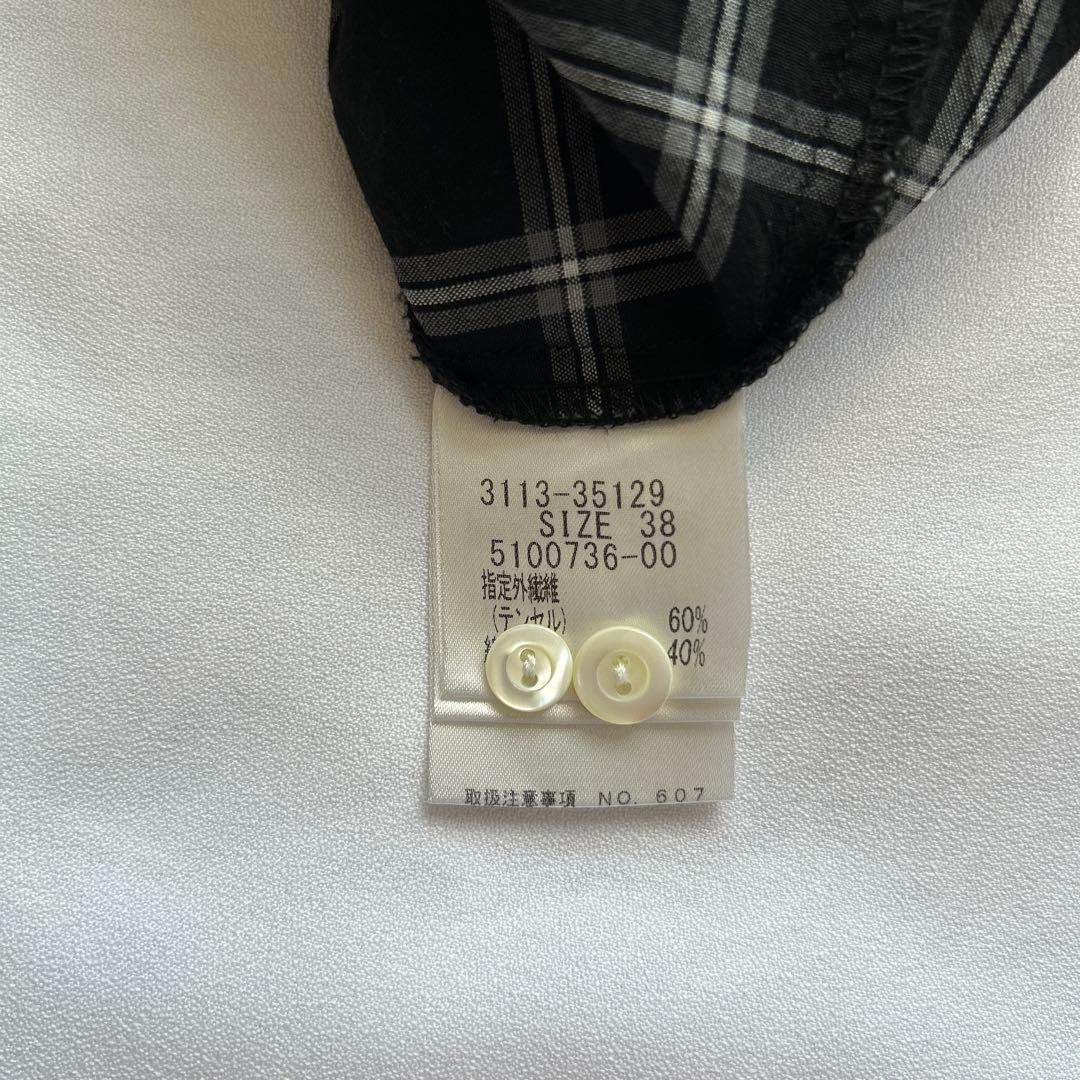 3113-35129
SIZE 38
5100736-00
指定外繊維
(テンセル) 60%
40%
取扱注意事項 NO. 607